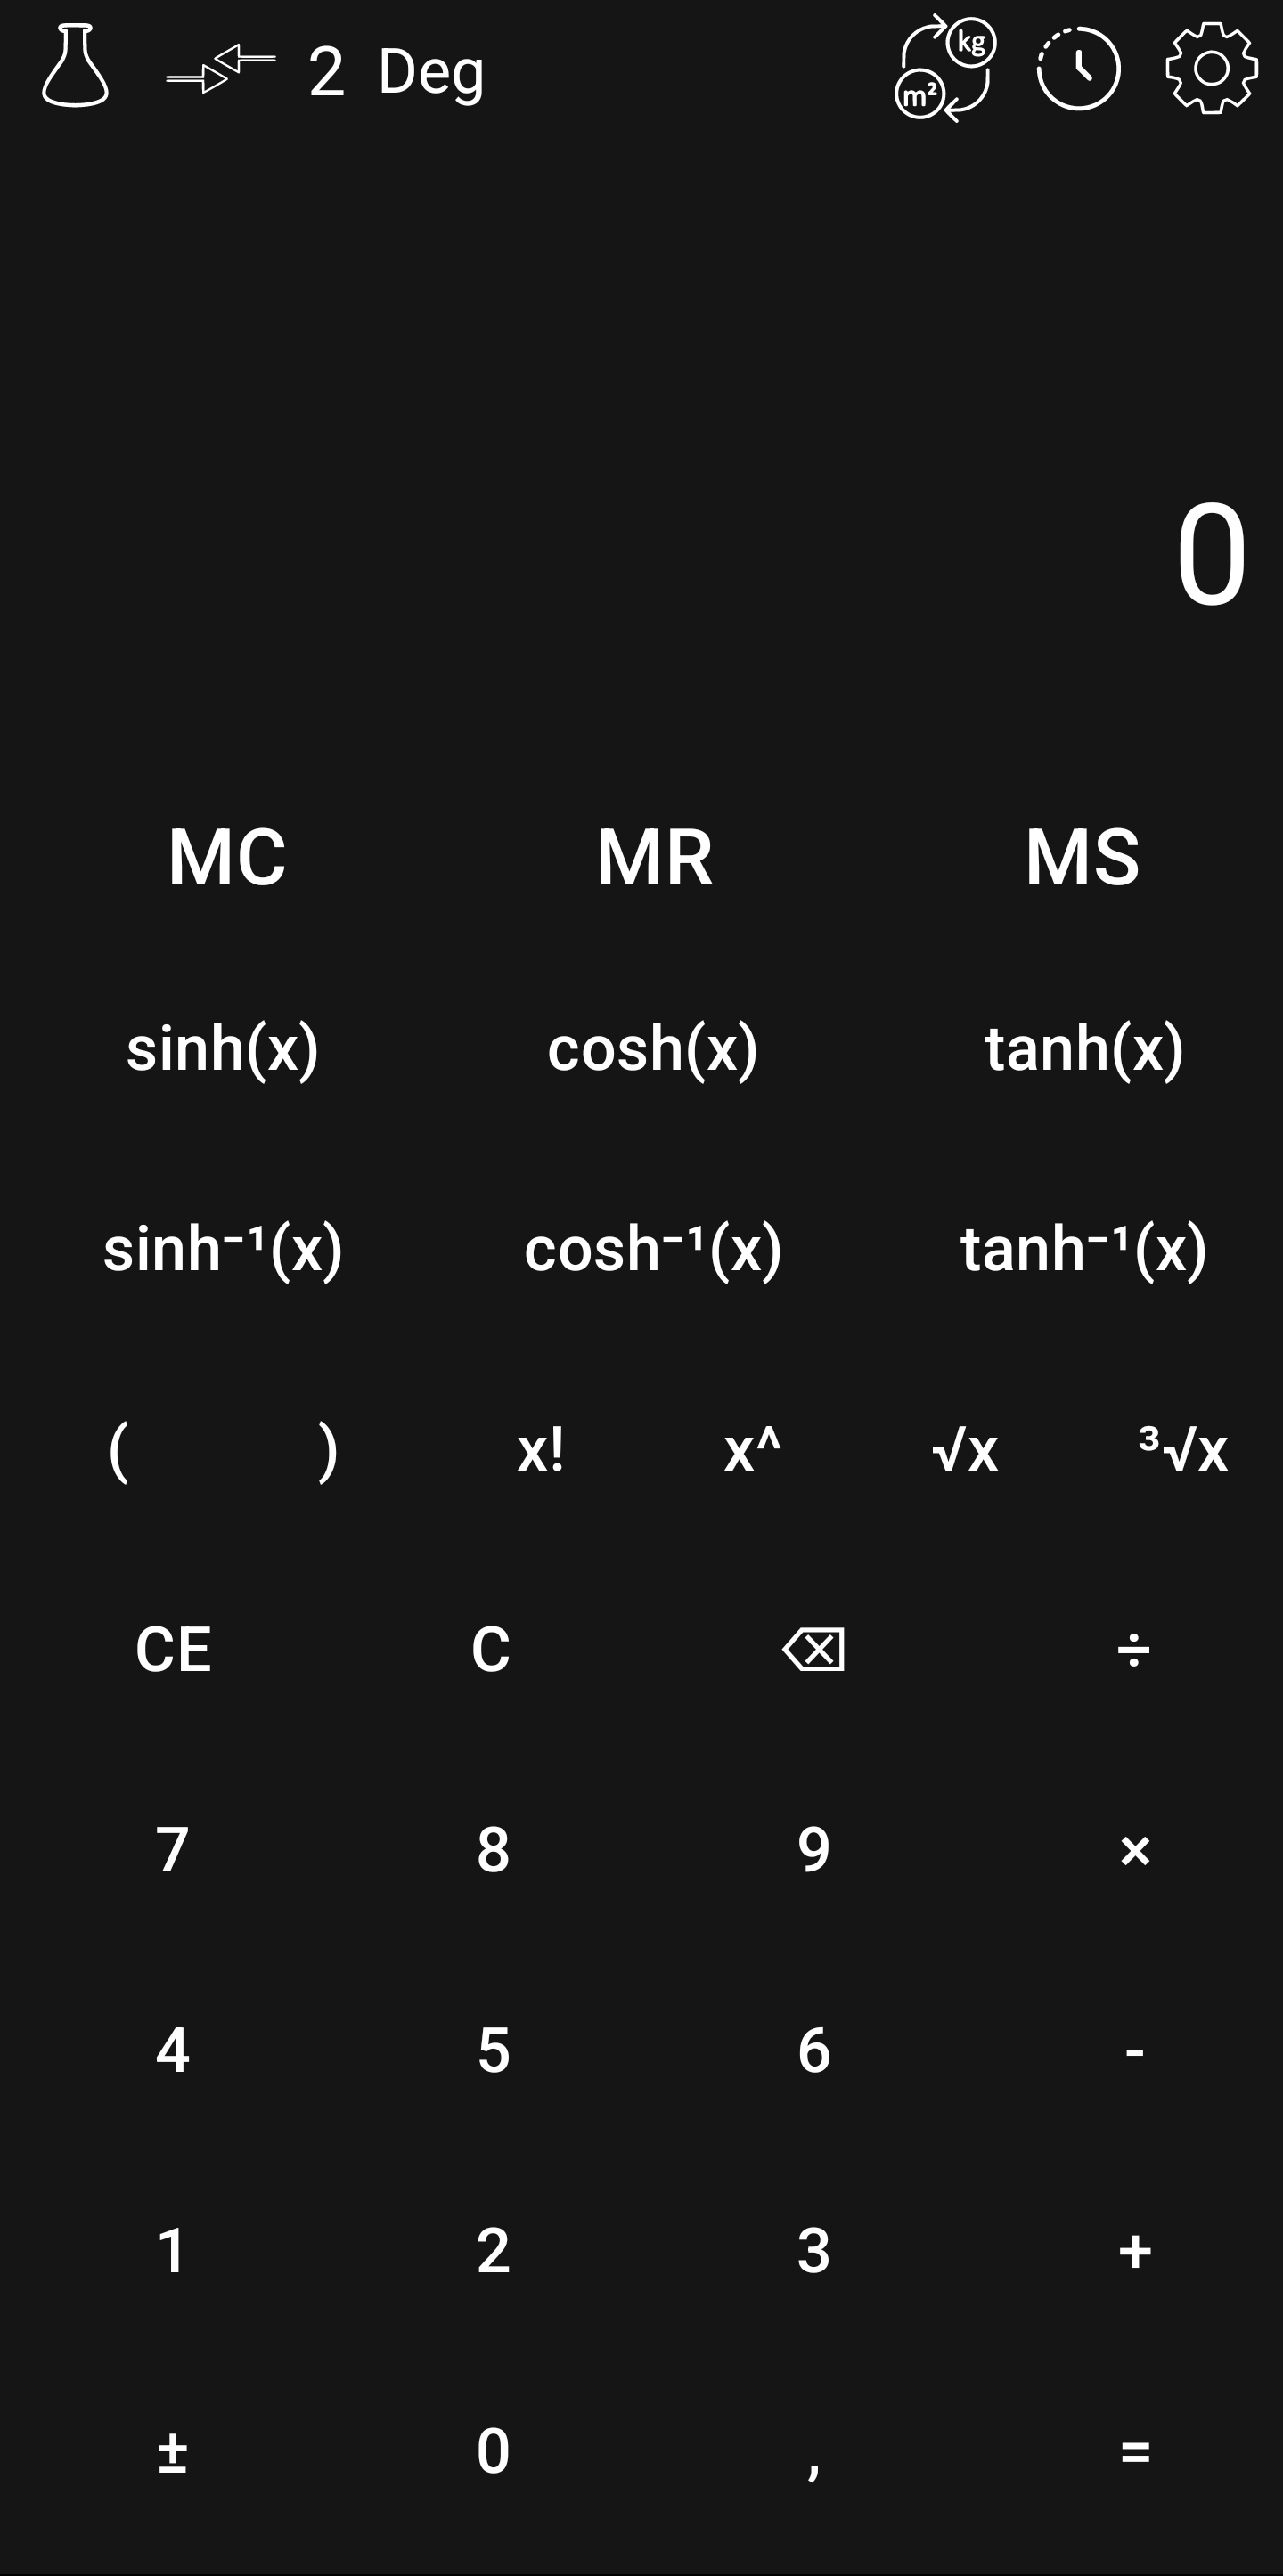 2 Deg kg
m²
0
MC MR MS
sinh(x) cosh(x) tanh(x)
sinh⁻¹(x) cosh⁻¹(x) tanh⁻¹(x)
( ) x! x^ √x ³√x
CE C ÷
7 8 9 ×
4 5 6 -
1 2 3 +
± 0 , =